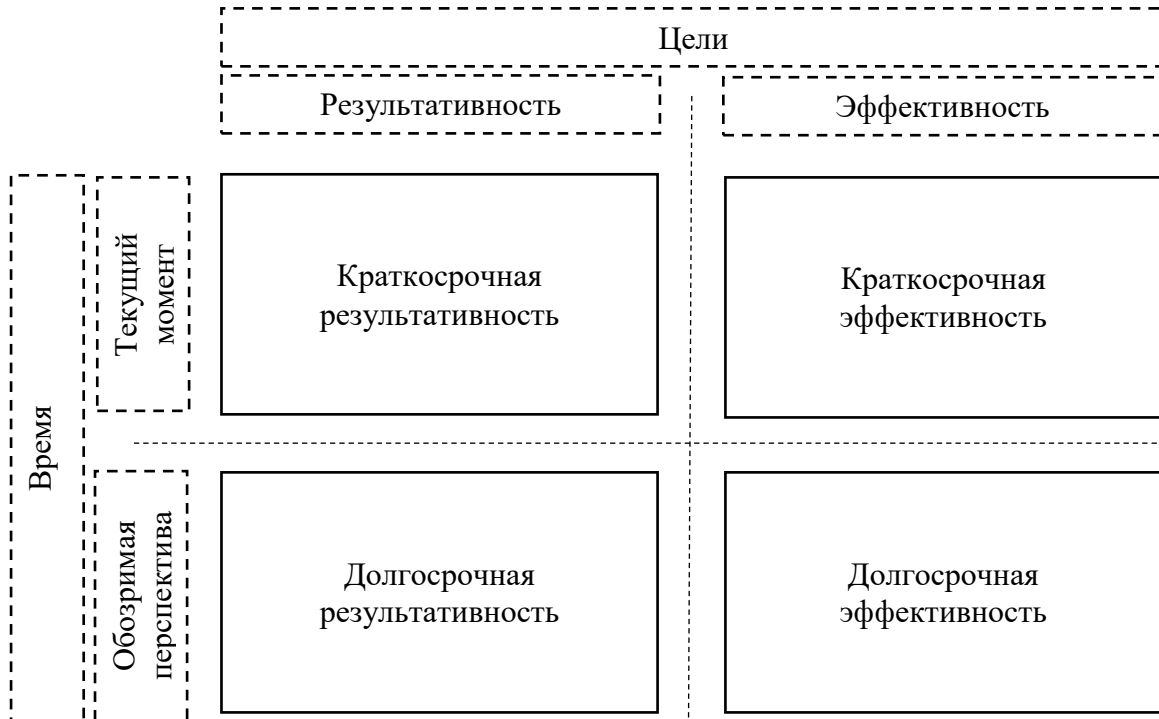 Цели
Результативность
Эффективность
Время
Текущий
момент
Краткосрочная
результативность
Краткосрочная
эффективность
Обозримая
перспектива
Долгосрочная
результативность
Долгосрочная
эффективность